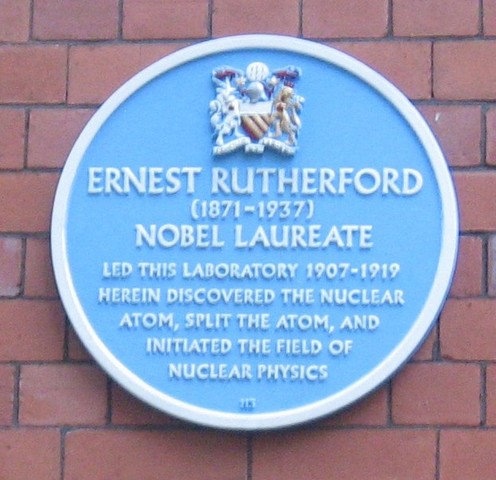 ERNEST RUTHERFORD
(1871-1937)
NOBEL LAUREATE
LED THIS LABORATORY 1907-1919
HEREIN DISCOVERED THE NUCLEAR
ATOM, SPLIT THE ATOM, AND
INITIATED THE FIELD OF
NUCLEAR PHYSICS